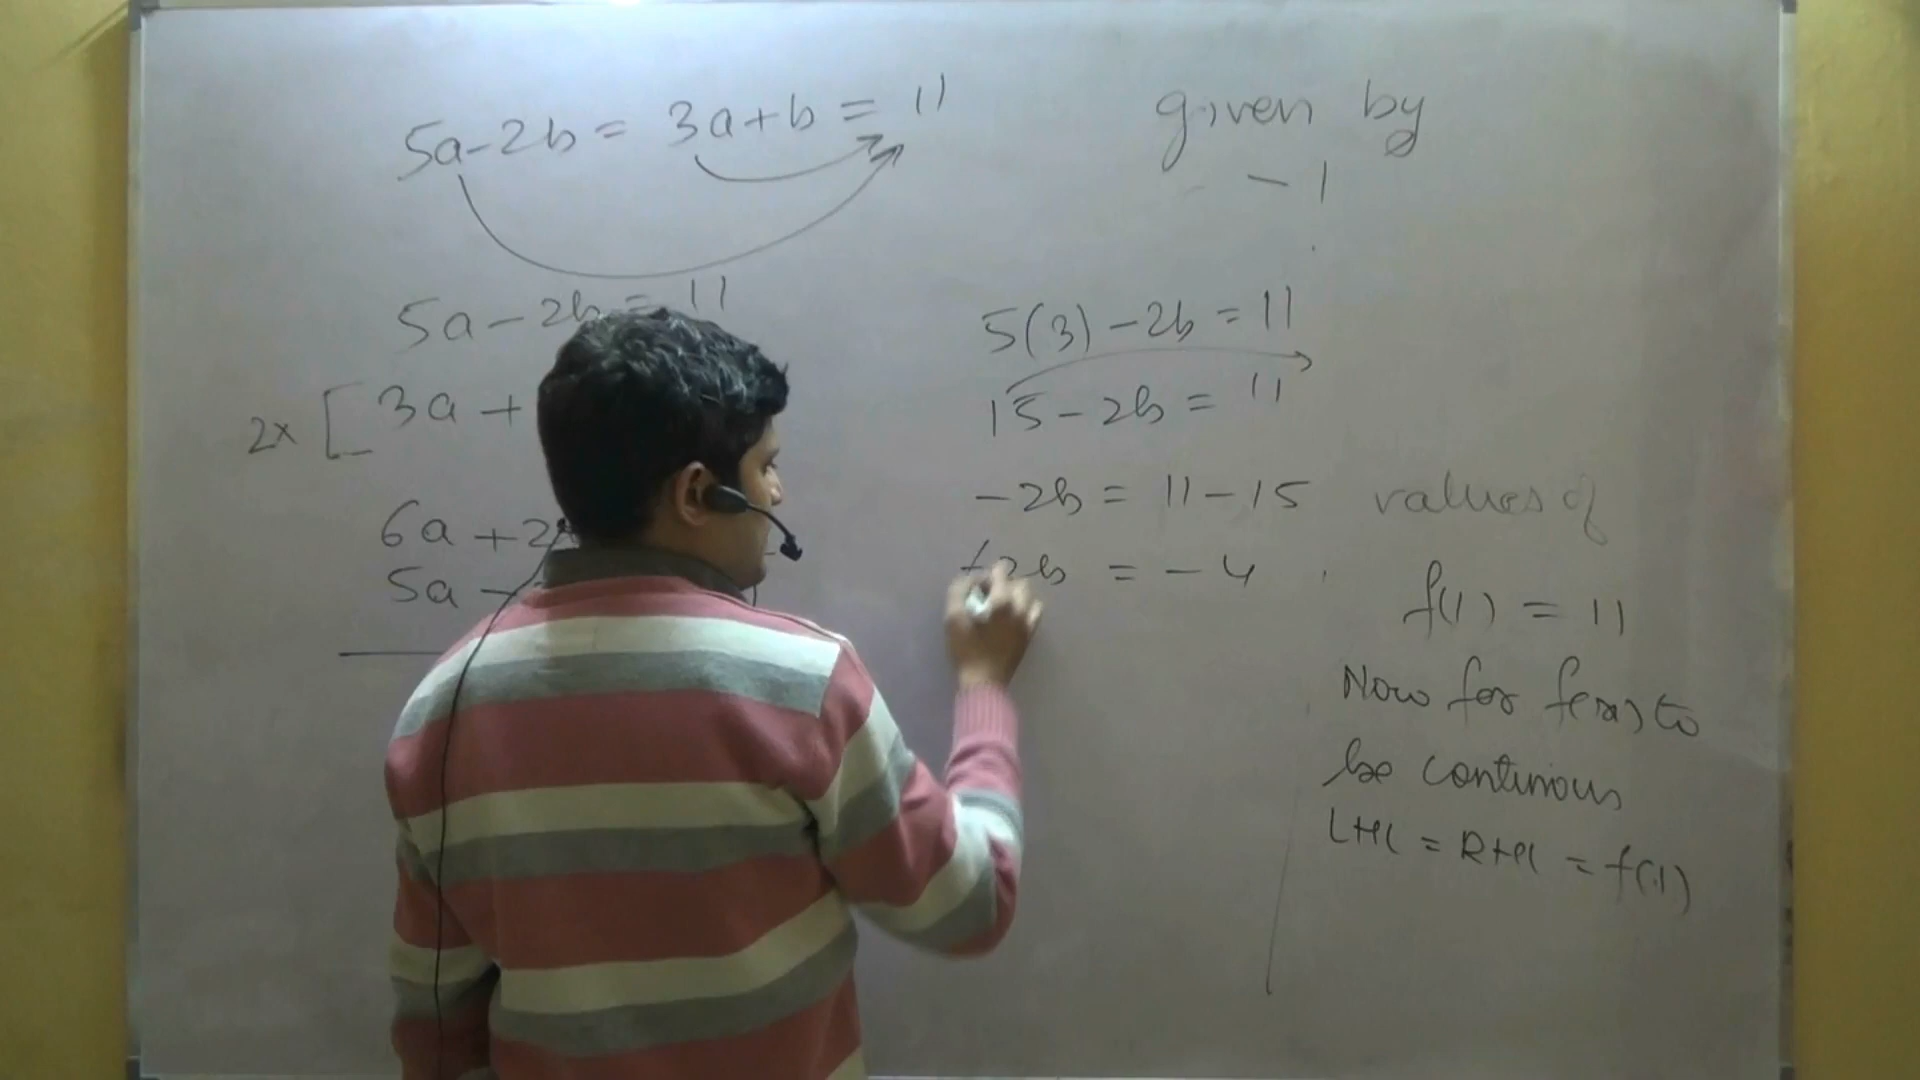 5a-2b = 3a+b = 11
5a-2b = 11
2x [ 3a +
6a + 2
5a -
5(3) - 2b = 11
15 - 2b = 11
-2b = 11 - 15
2b = -4
given by
- 1
values of
f(1) = 11
Now for f(x) to
be continous
LHL = RHL = f(1)